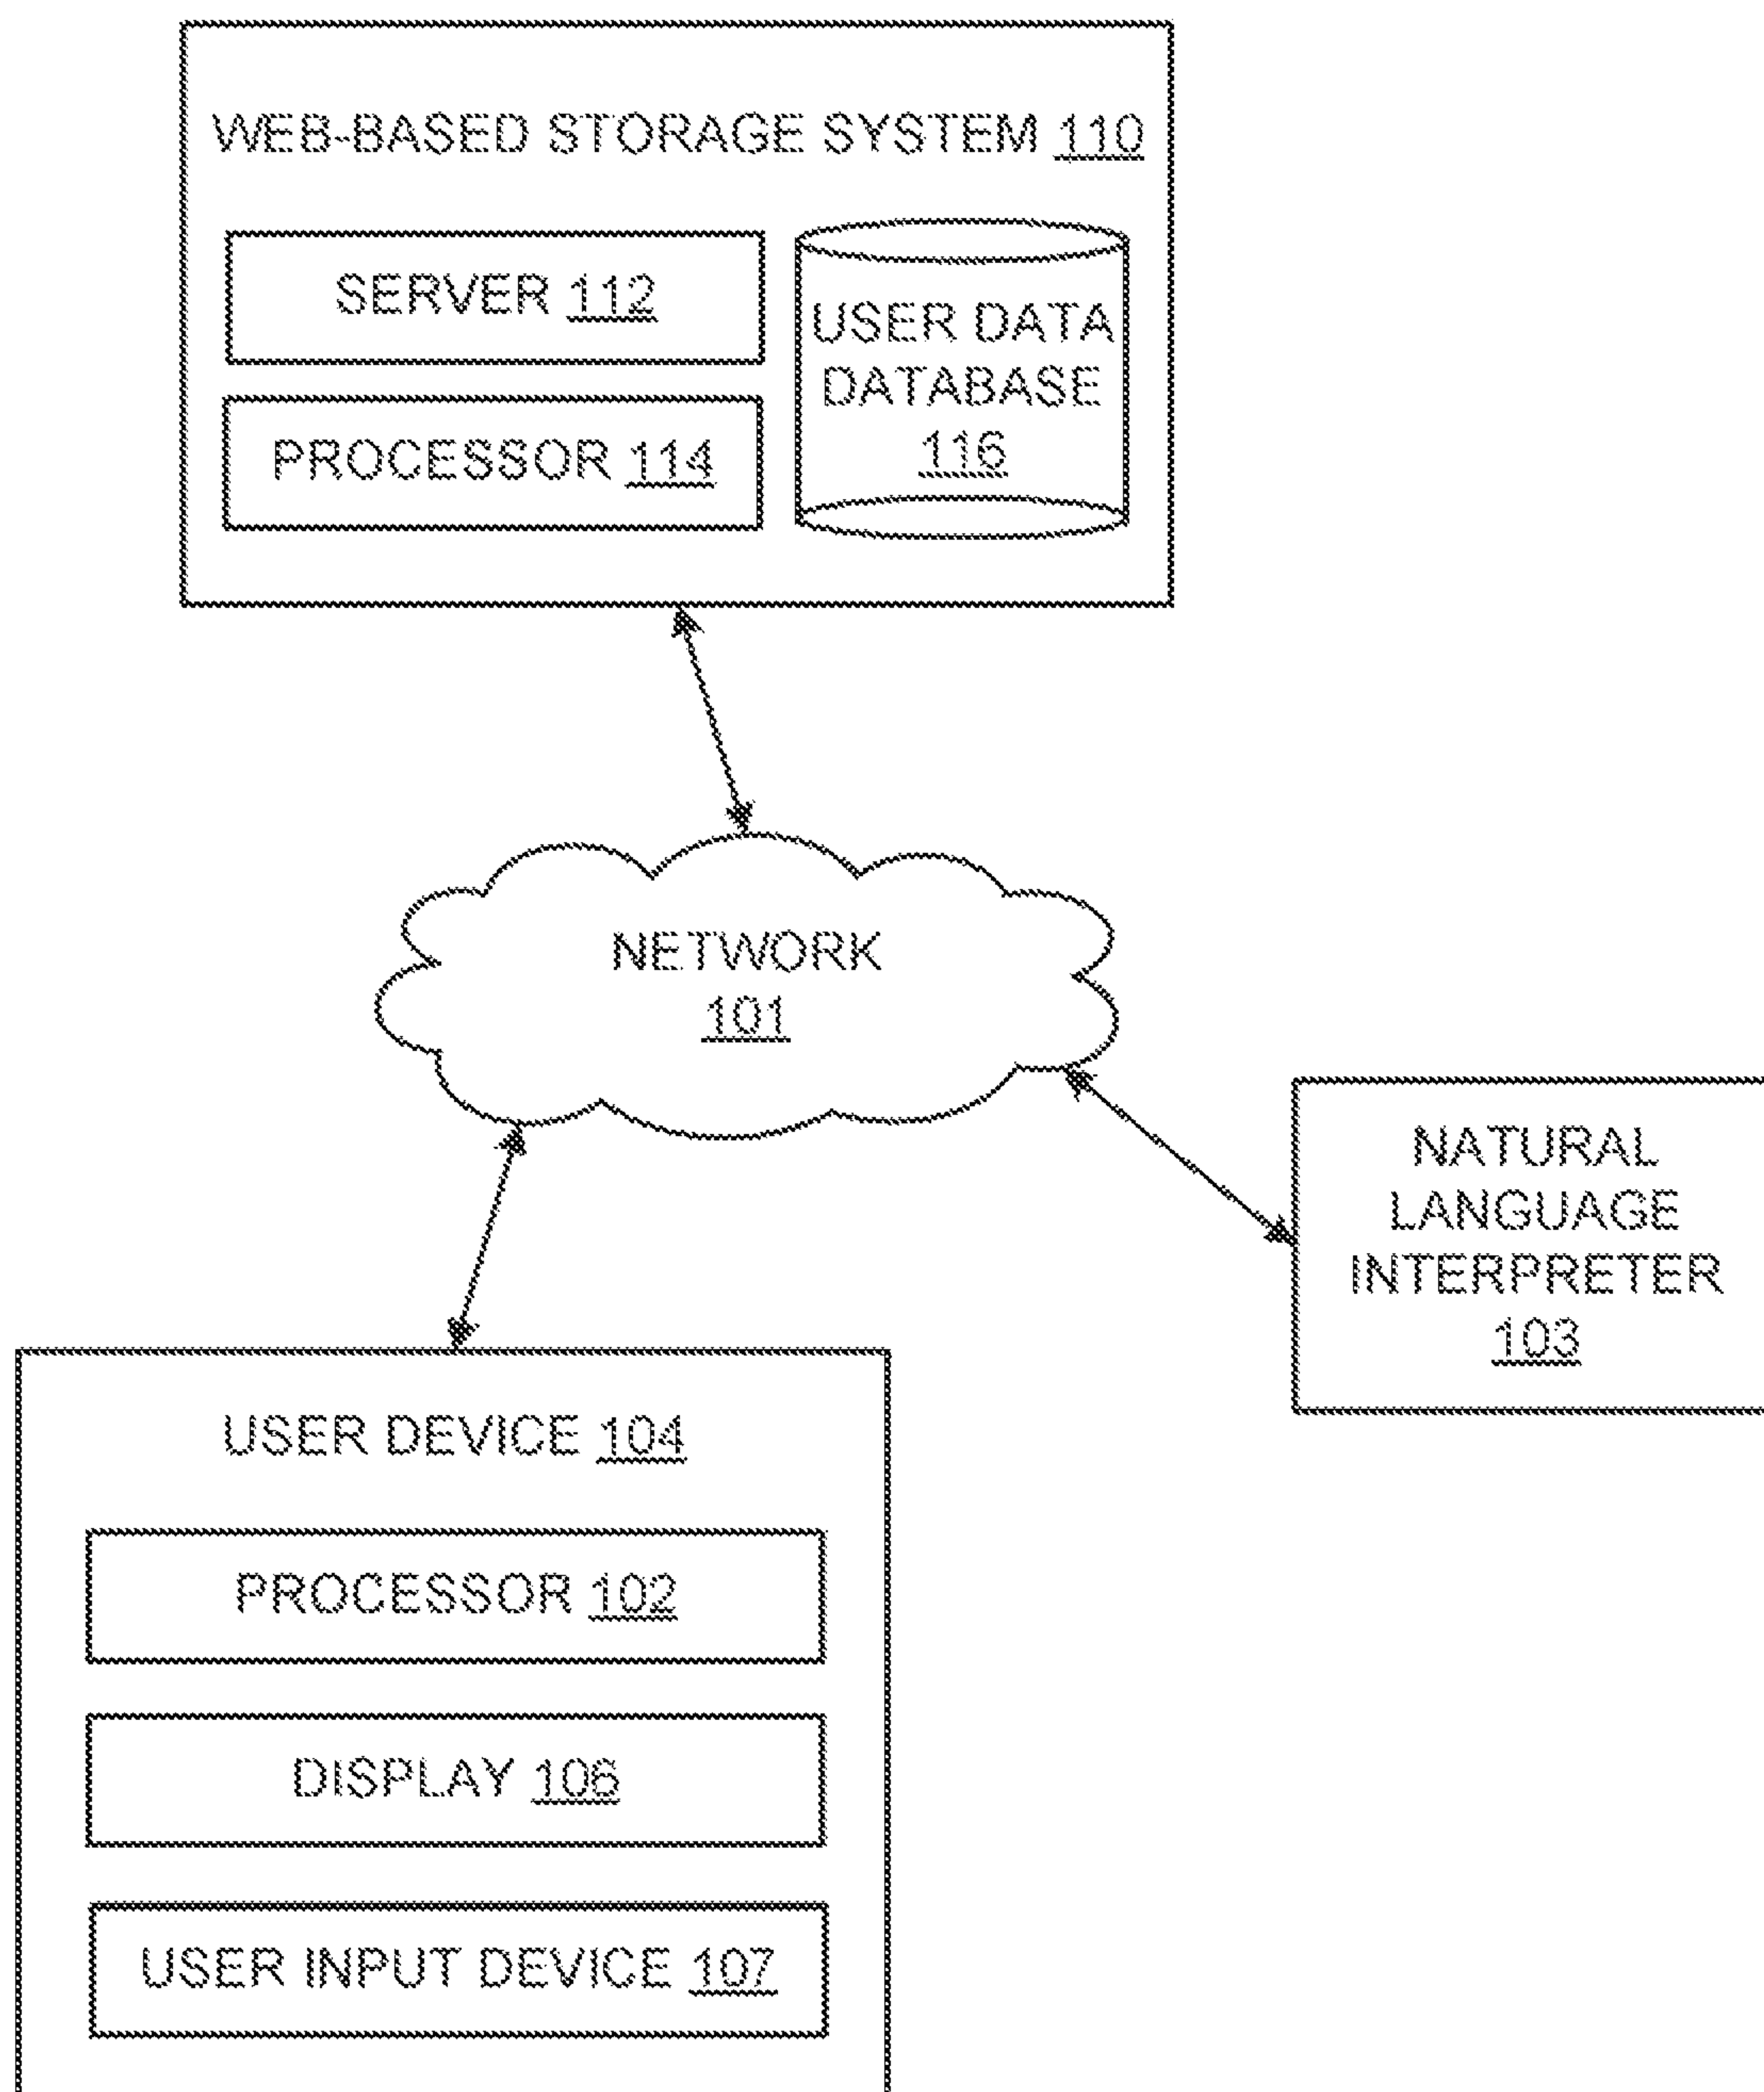 WEB-BASED STORAGE SYSTEM 110
SERVER 112
PROCESSOR 114
USER DATA
DATABASE
116
NETWORK
101
NATURAL
LANGUAGE
INTERPRETER
103
USER DEVICE 104
PROCESSOR 102
DISPLAY 106
USER INPUT DEVICE 107